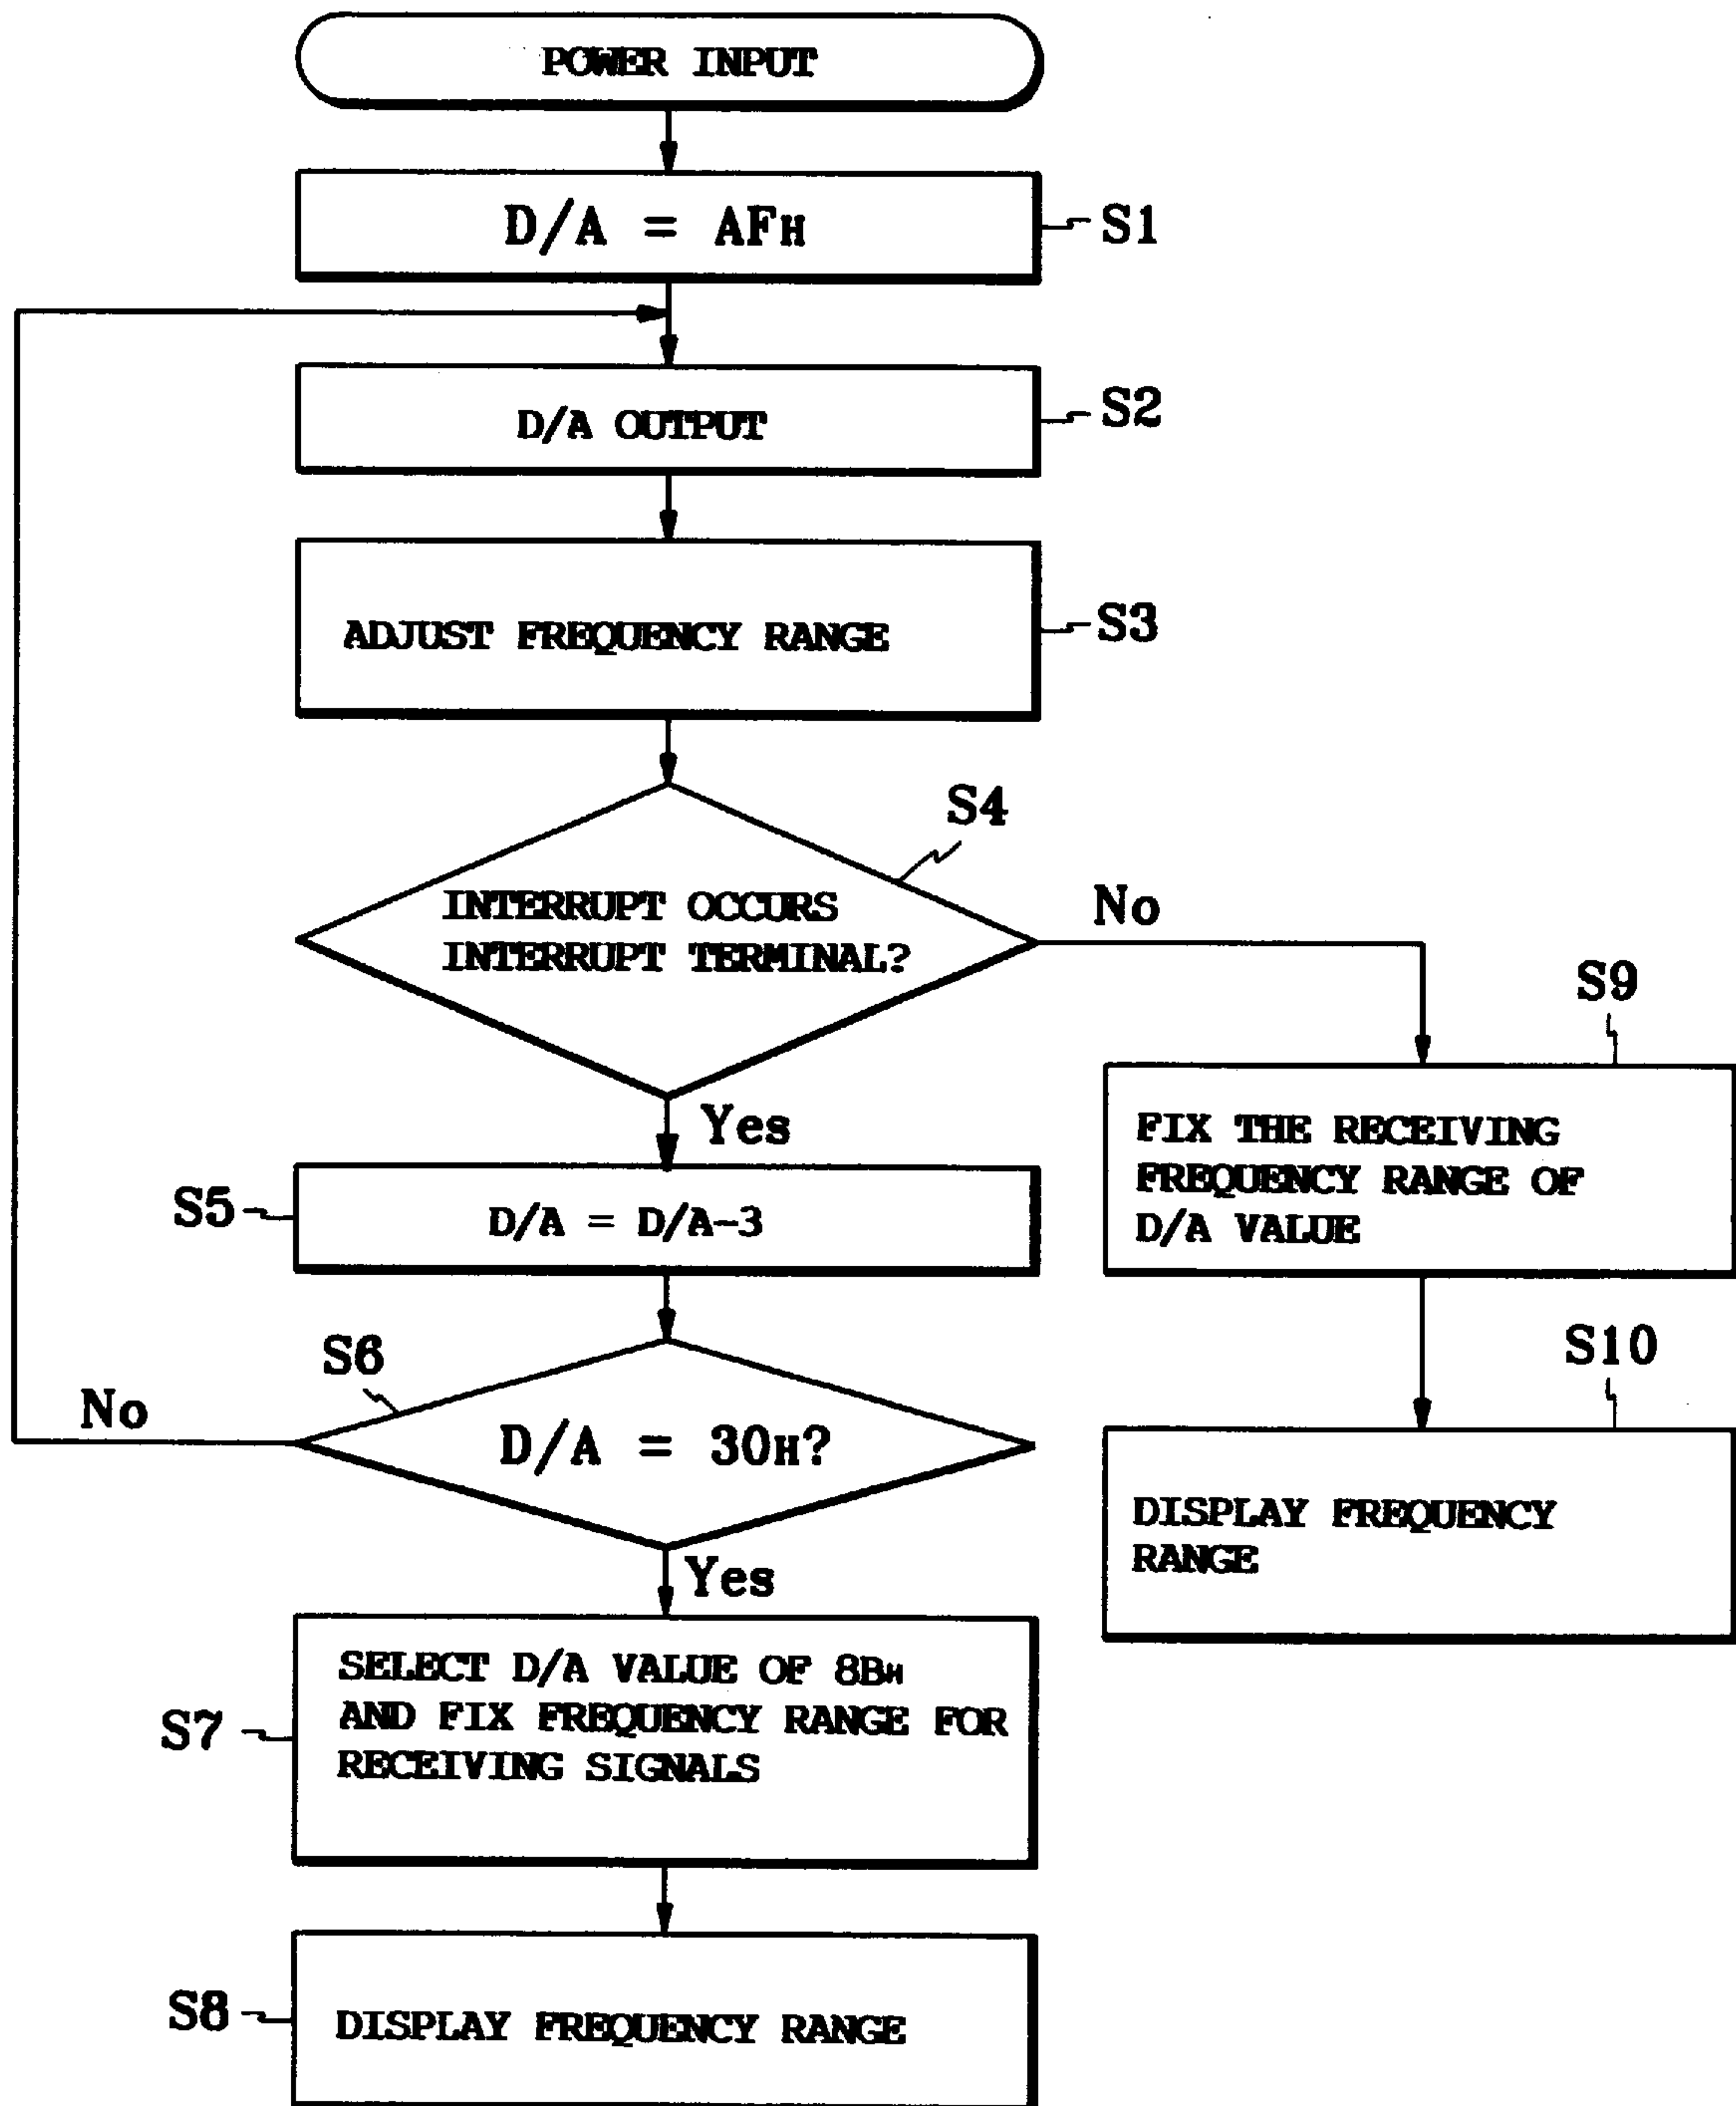 POWER INPUT
D/A = AFH
S1
D/A OUTPUT
S2
ADJUST FREQUENCY RANGE
S3
S4
INTERRUPT OCCURS
INTERRUPT TERMINAL?
No
Yes
S5
D/A = D/A-3
S6
No
D/A = 30H?
Yes
S7
SELECT D/A VALUE OF 8BH
AND FIX FREQUENCY RANGE FOR
RECEIVING SIGNALS
S8
DISPLAY FREQUENCY RANGE
S9
FIX THE RECEIVING
FREQUENCY RANGE OF
D/A VALUE
S10
DISPLAY FREQUENCY
RANGE